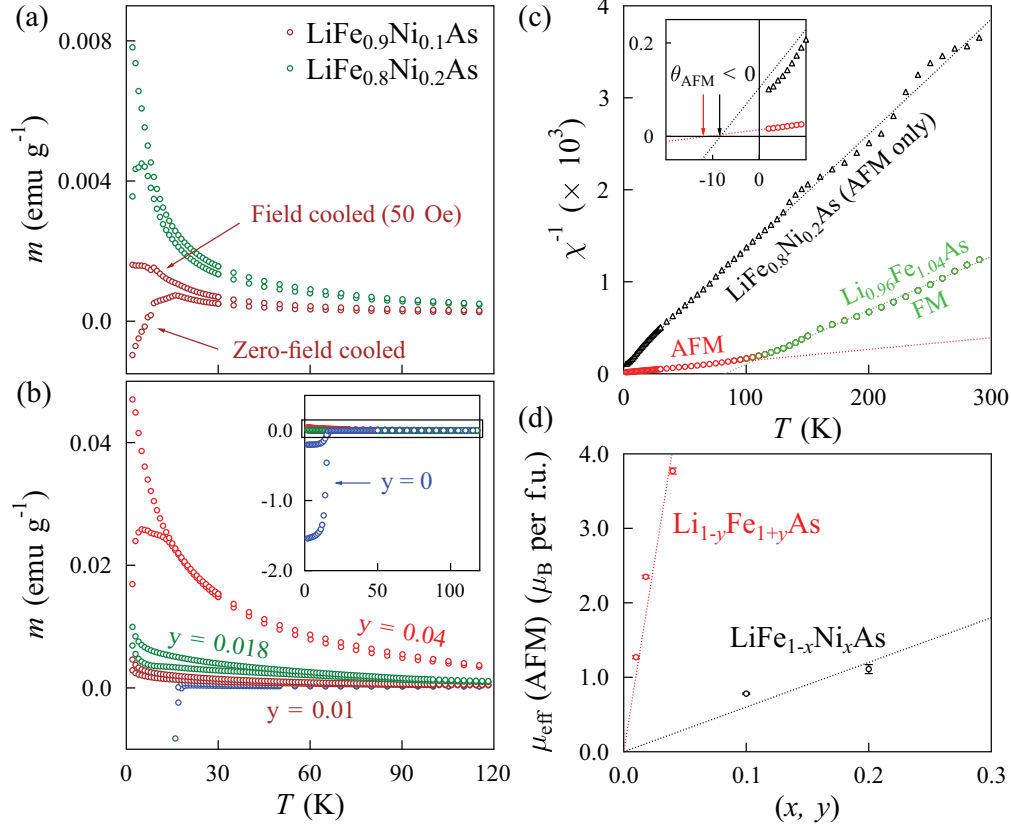 (a)
LiFe0.9Ni0.1As
LiFe0.8Ni0.2As
0.008
0.004
0.0
m (emu g-1)
Field cooled (50 Oe)
Zero-field cooled
(b)
0.04
0.02
0.0
m (emu g-1)
y = 0.04
y = 0.018
y = 0.01
0.0
-1.0
-2.0
y = 0
0
50
100
0
30
60
90
120
T (K)
(c)
4
3
2
1
0
χ-1 (× 103)
0.2
0
θAFM < 0
-10
0
LiFe0.8Ni0.2As (AFM only)
Li0.96Fe1.04As
FM
AFM
0
100
200
300
T (K)
(d)
4.0
3.0
2.0
1.0
0.0
μeff (AFM) (μB per f.u.)
Li1-yFe1+yAs
LiFe1-xNixAs
0.0
0.1
0.2
0.3
(x, y)